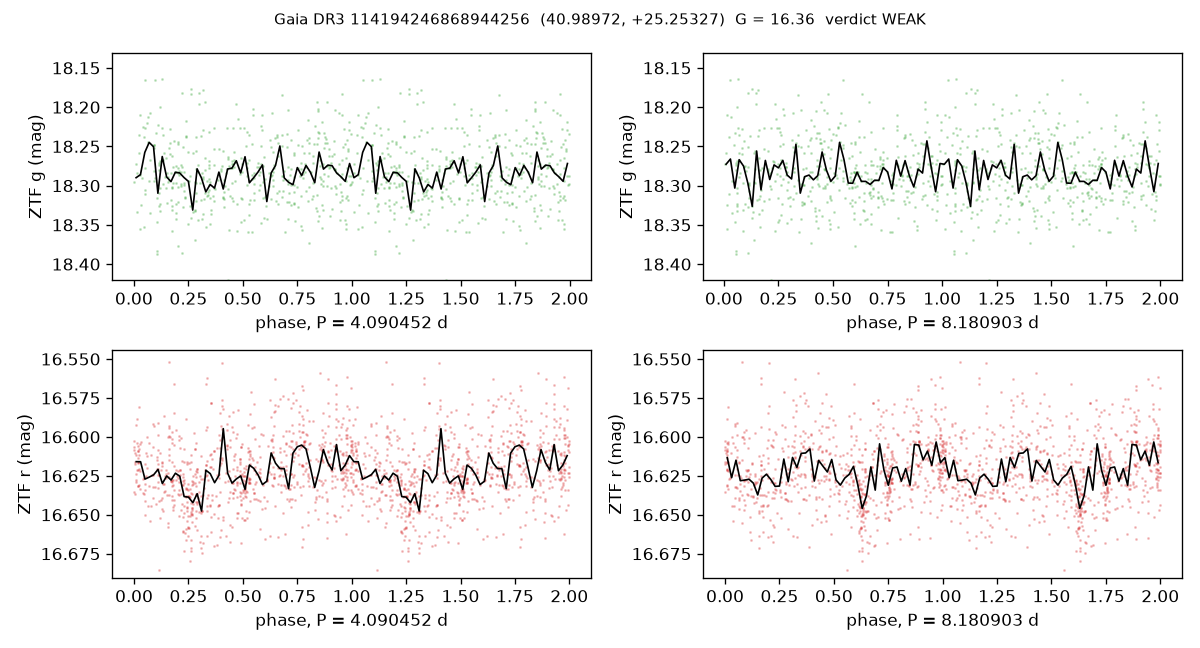 Gaia DR3 114194246868944256  (40.98972, +25.25327)  G = 16.36  verdict WEAK
ZTF g (mag)
18.15
18.20
18.25
18.30
18.35
18.40
0.00 0.25 0.50 0.75 1.00 1.25 1.50 1.75 2.00
phase, P = 4.090452 d
ZTF g (mag)
18.15
18.20
18.25
18.30
18.35
18.40
0.00 0.25 0.50 0.75 1.00 1.25 1.50 1.75 2.00
phase, P = 8.180903 d
ZTF r (mag)
16.550
16.575
16.600
16.625
16.650
16.675
0.00 0.25 0.50 0.75 1.00 1.25 1.50 1.75 2.00
phase, P = 4.090452 d
ZTF r (mag)
16.550
16.575
16.600
16.625
16.650
16.675
0.00 0.25 0.50 0.75 1.00 1.25 1.50 1.75 2.00
phase, P = 8.180903 d